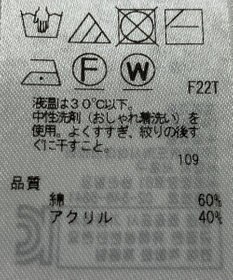 F
W
F22T
液温は30℃以下。
中性洗剤（おしゃれ着洗い）を
使用。よくすすぎ、絞りの後す
ぐに干すこと。
109
品質
綿 60%
アクリル 40%